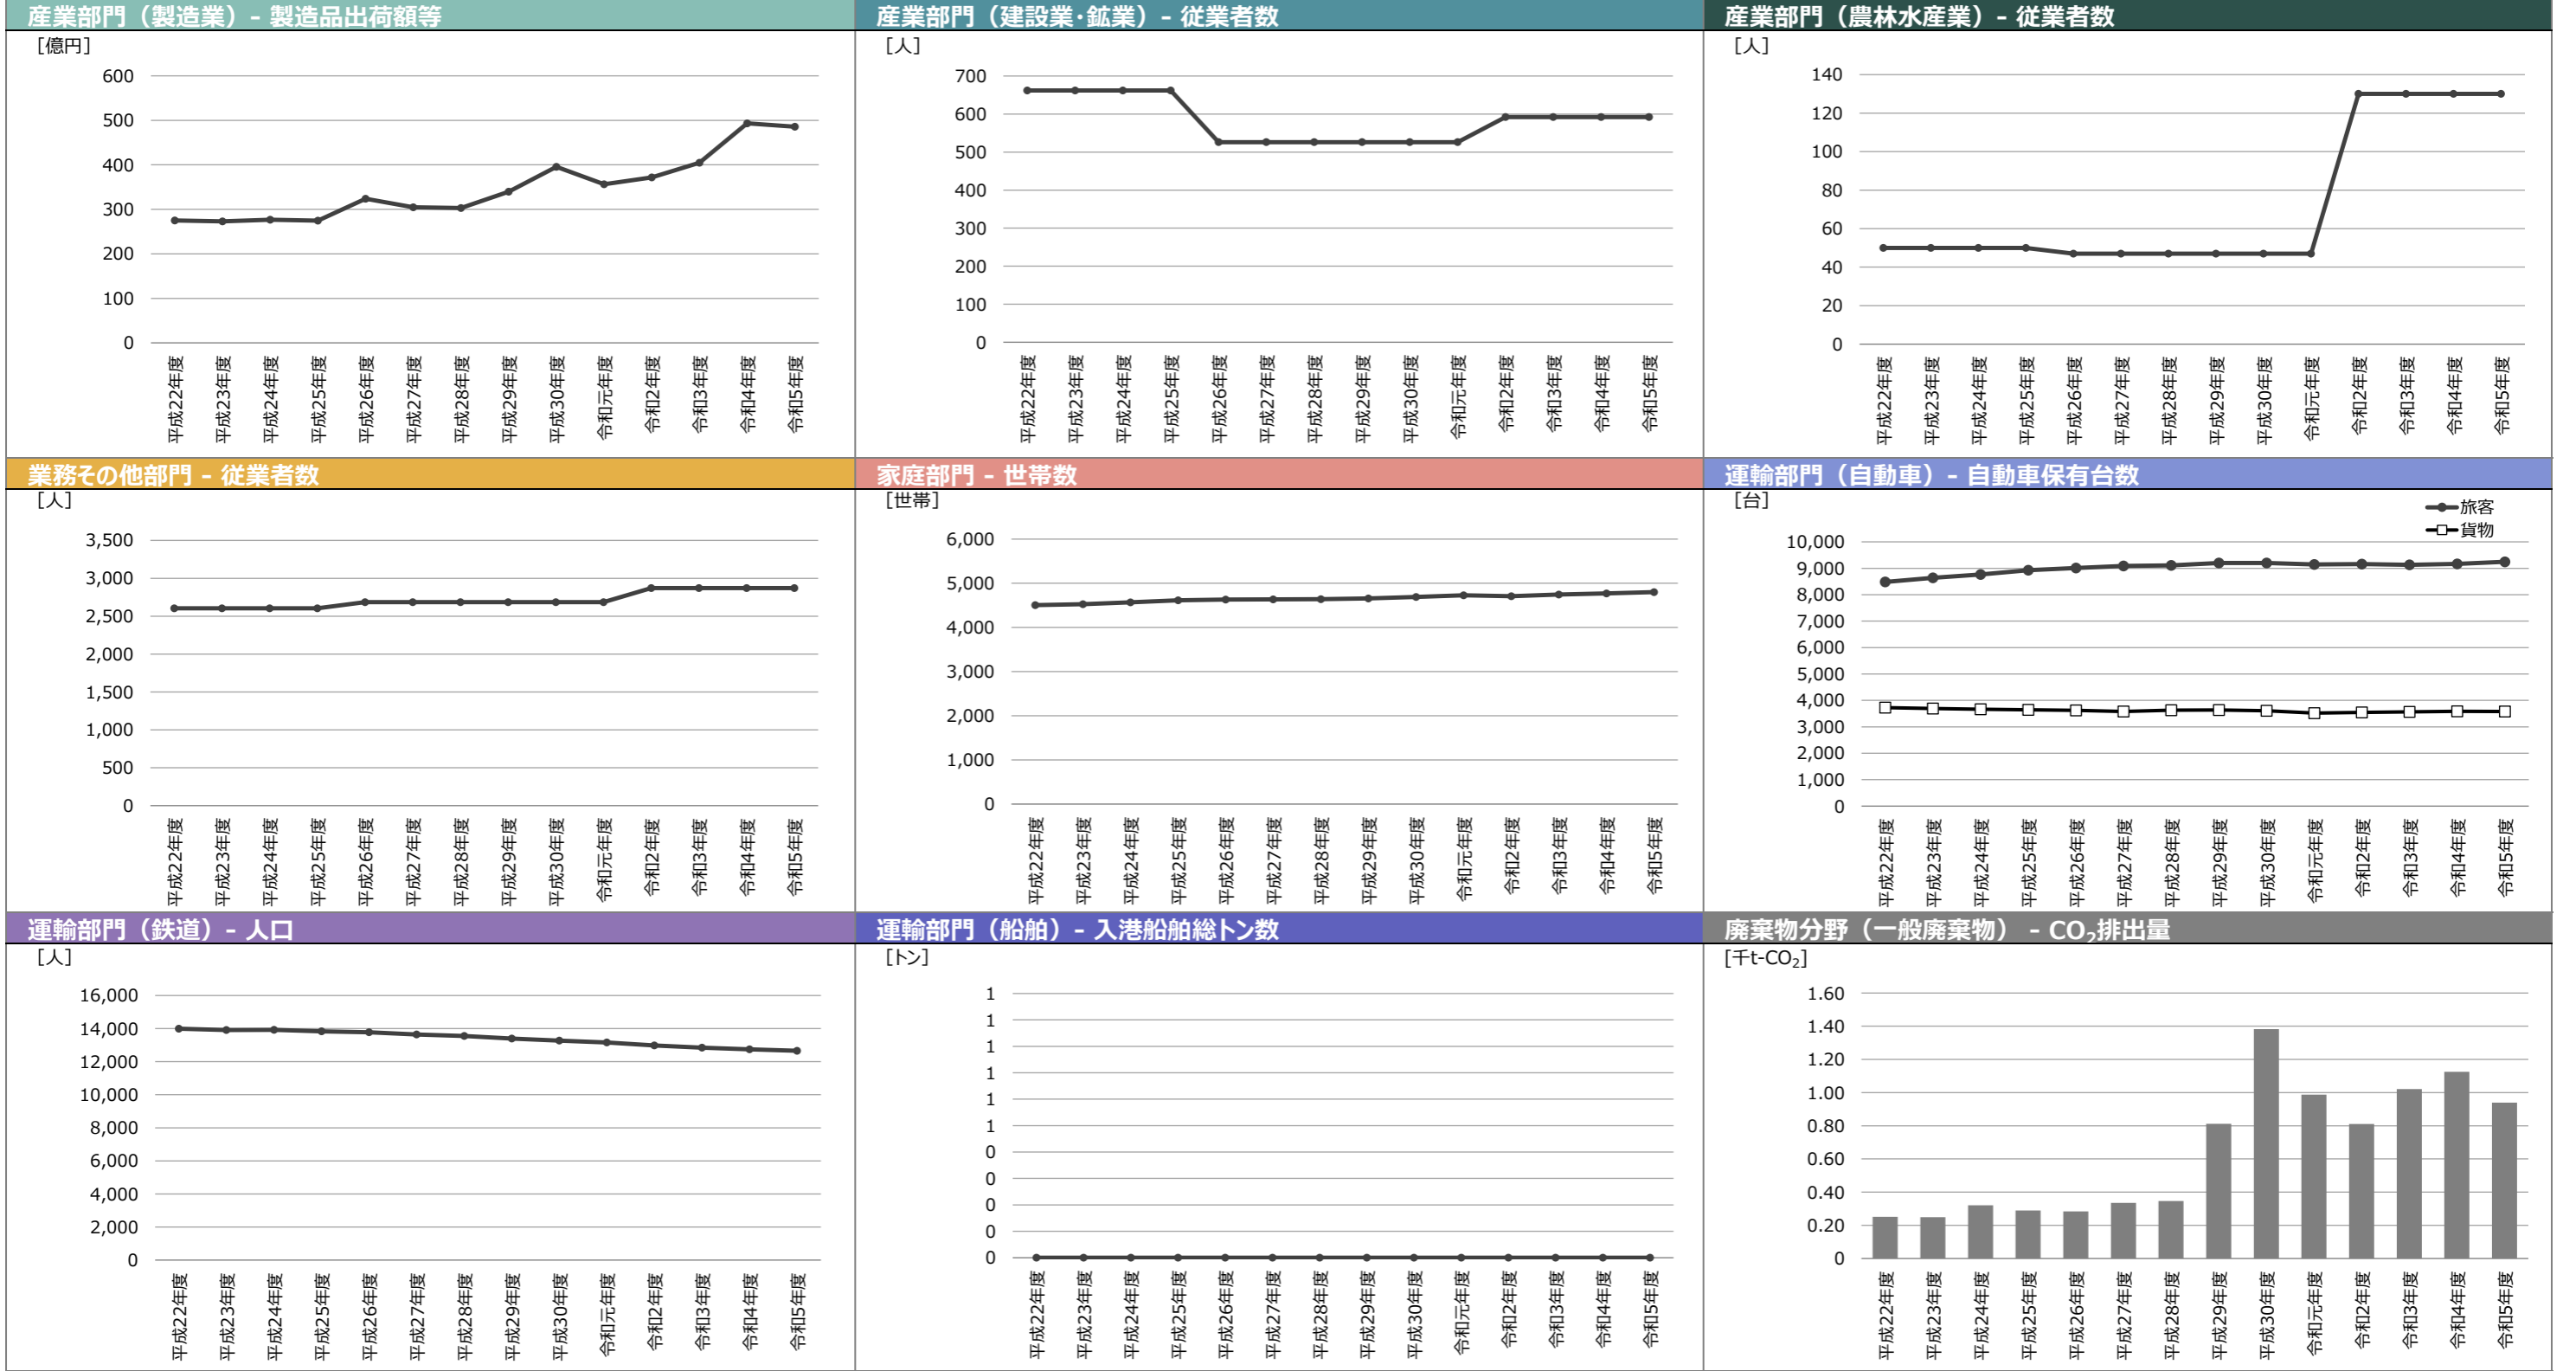 産業部門（製造業）- 製造品出荷額等
[億円]
600
500
400
300
200
100
0
平成22年度
平成23年度
平成24年度
平成25年度
平成26年度
平成27年度
平成28年度
平成29年度
平成30年度
令和元年度
令和2年度
令和3年度
令和4年度
令和5年度
産業部門（建設業・鉱業）- 従業者数
[人]
700
600
500
400
300
200
100
0
平成22年度
平成23年度
平成24年度
平成25年度
平成26年度
平成27年度
平成28年度
平成29年度
平成30年度
令和元年度
令和2年度
令和3年度
令和4年度
令和5年度
産業部門（農林水産業）- 従業者数
[人]
140
120
100
80
60
40
20
0
平成22年度
平成23年度
平成24年度
平成25年度
平成26年度
平成27年度
平成28年度
平成29年度
平成30年度
令和元年度
令和2年度
令和3年度
令和4年度
令和5年度
業務その他部門 - 従業者数
[人]
3,500
3,000
2,500
2,000
1,500
1,000
500
0
平成22年度
平成23年度
平成24年度
平成25年度
平成26年度
平成27年度
平成28年度
平成29年度
平成30年度
令和元年度
令和2年度
令和3年度
令和4年度
令和5年度
家庭部門 - 世帯数
[世帯]
6,000
5,000
4,000
3,000
2,000
1,000
0
平成22年度
平成23年度
平成24年度
平成25年度
平成26年度
平成27年度
平成28年度
平成29年度
平成30年度
令和元年度
令和2年度
令和3年度
令和4年度
令和5年度
運輸部門（自動車）- 自動車保有台数
[台]
旅客
貨物
10,000
9,000
8,000
7,000
6,000
5,000
4,000
3,000
2,000
1,000
0
平成22年度
平成23年度
平成24年度
平成25年度
平成26年度
平成27年度
平成28年度
平成29年度
平成30年度
令和元年度
令和2年度
令和3年度
令和4年度
令和5年度
運輸部門（鉄道）- 人口
[人]
16,000
14,000
12,000
10,000
8,000
6,000
4,000
2,000
0
平成22年度
平成23年度
平成24年度
平成25年度
平成26年度
平成27年度
平成28年度
平成29年度
平成30年度
令和元年度
令和2年度
令和3年度
令和4年度
令和5年度
運輸部門（船舶）- 入港船舶総トン数
[トン]
1
1
1
1
1
1
0
0
0
0
0
平成22年度
平成23年度
平成24年度
平成25年度
平成26年度
平成27年度
平成28年度
平成29年度
平成30年度
令和元年度
令和2年度
令和3年度
令和4年度
令和5年度
廃棄物分野（一般廃棄物） - CO₂排出量
[千t-CO₂]
1.60
1.40
1.20
1.00
0.80
0.60
0.40
0.20
0
平成22年度
平成23年度
平成24年度
平成25年度
平成26年度
平成27年度
平成28年度
平成29年度
平成30年度
令和元年度
令和2年度
令和3年度
令和4年度
令和5年度